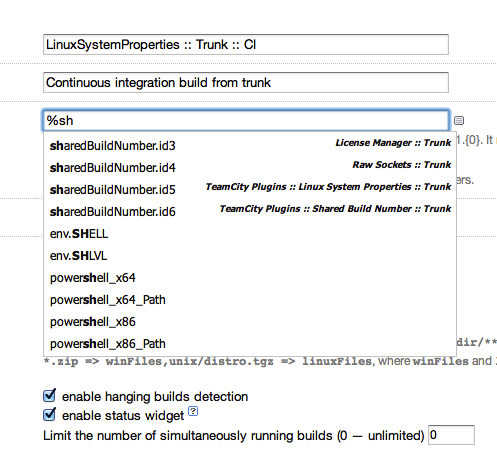 LinuxSystemProperties :: Trunk :: CI
Continuous integration build from trunk
%sh
sharedBuildNumber.id3 License Manager :: Trunk 1.{0}. It
sharedBuildNumber.id4 Raw Sockets :: Trunk
sharedBuildNumber.id5 TeamCity Plugins :: Linux System Properties :: Trunk ers.
sharedBuildNumber.id6 TeamCity Plugins :: Shared Build Number :: Trunk
env.SHELL
env.SHLVL
powershell_x64
powershell_x64_Path
powershell_x86
powershell_x86_Path dir/**
*.zip => winFiles,unix/distro.tgz => linuxFiles, where winFiles and
enable hanging builds detection
enable status widget [?]
Limit the number of simultaneously running builds (0 — unlimited) 0